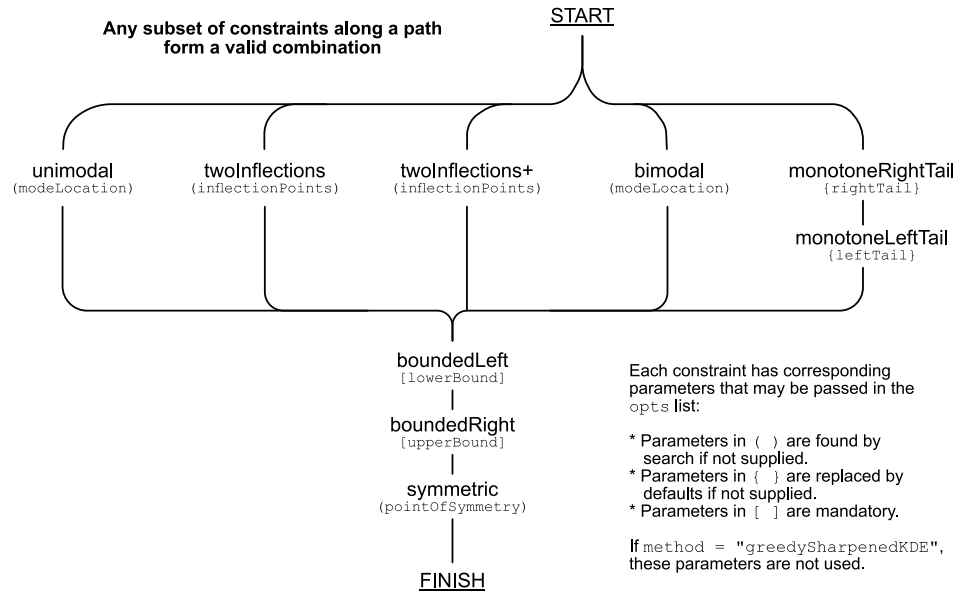 START
Any subset of constraints along a path
form a valid combination
unimodal
(modeLocation)
twoInflections
(inflectionPoints)
twoInflections+
(inflectionPoints)
bimodal
(modeLocation)
monotoneRightTail
{rightTail}
monotoneLeftTail
{leftTail}
boundedLeft
[lowerBound]
boundedRight
[upperBound]
symmetric
(pointOfSymmetry)
FINISH
Each constraint has corresponding
parameters that may be passed in the
opts list:
* Parameters in ( ) are found by
search if not supplied.
* Parameters in { } are replaced by
defaults if not supplied.
* Parameters in [ ] are mandatory.
If method = "greedySharpenedKDE",
these parameters are not used.